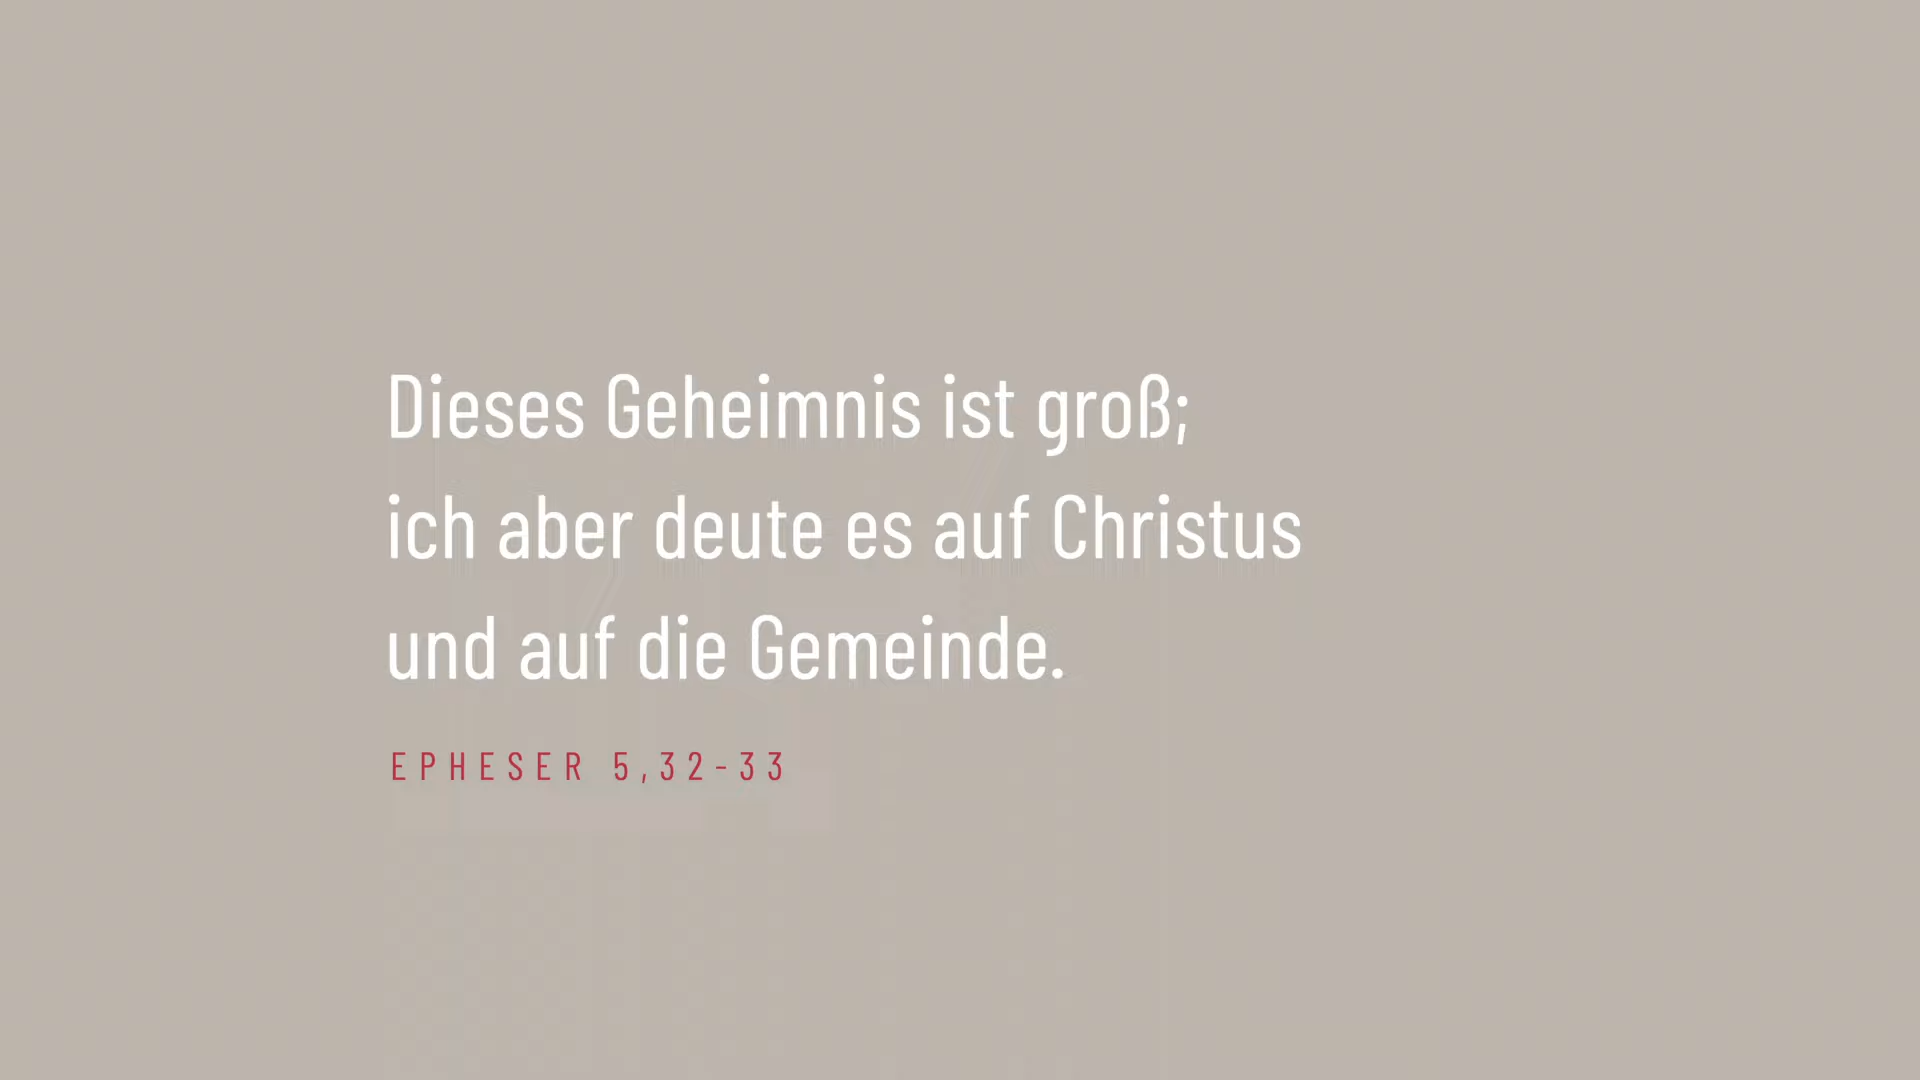 Dieses Geheimnis ist groß;
ich aber deute es auf Christus
und auf die Gemeinde.
EPHESER 5,32-33